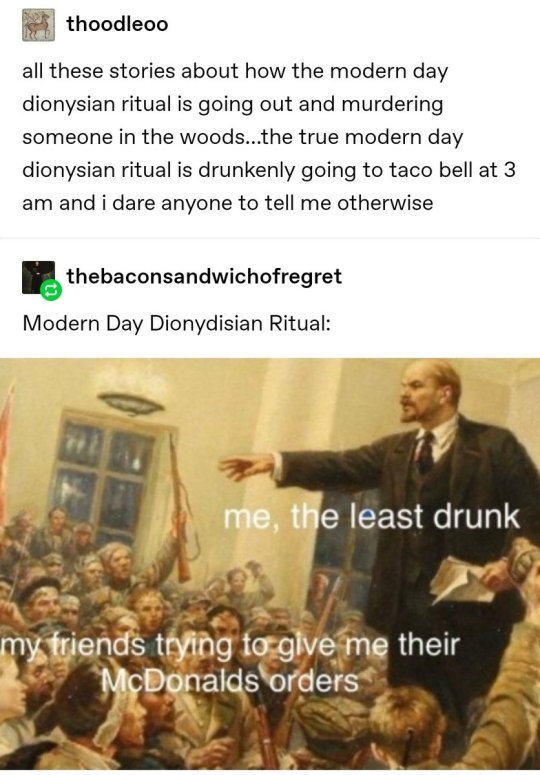 thoodleoo
all these stories about how the modern day
dionysian ritual is going out and murdering
someone in the woods...the true modern day
dionysian ritual is drunkenly going to taco bell at 3
am and i dare anyone to tell me otherwise
thebaconsandwichofregret
Modern Day Dionydisian Ritual:
me, the least drunk
my friends trying to give me their
McDonalds orders